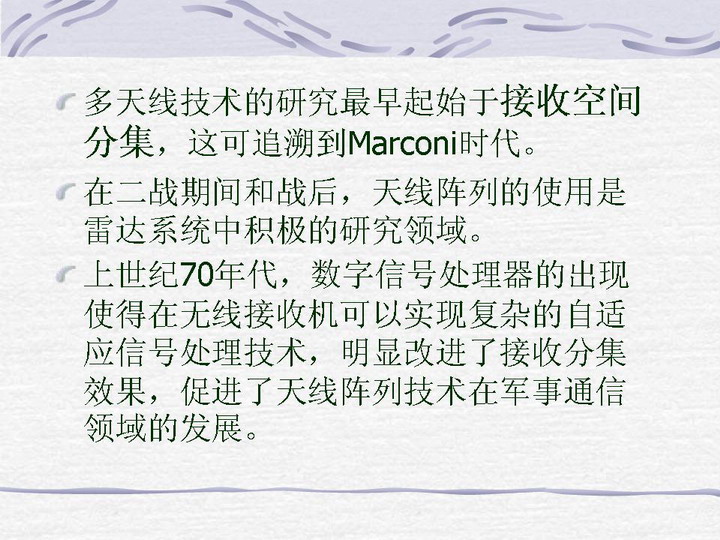 多天线技术的研究最早起始于接收空间
分集，这可追溯到Marconi时代。
在二战期间和战后，天线阵列的使用是
雷达系统中积极的研究领域。
上世纪70年代，数字信号处理器的出现
使得在无线接收机可以实现复杂的自适
应信号处理技术，明显改进了接收分集
效果，促进了天线阵列技术在军事通信
领域的发展。